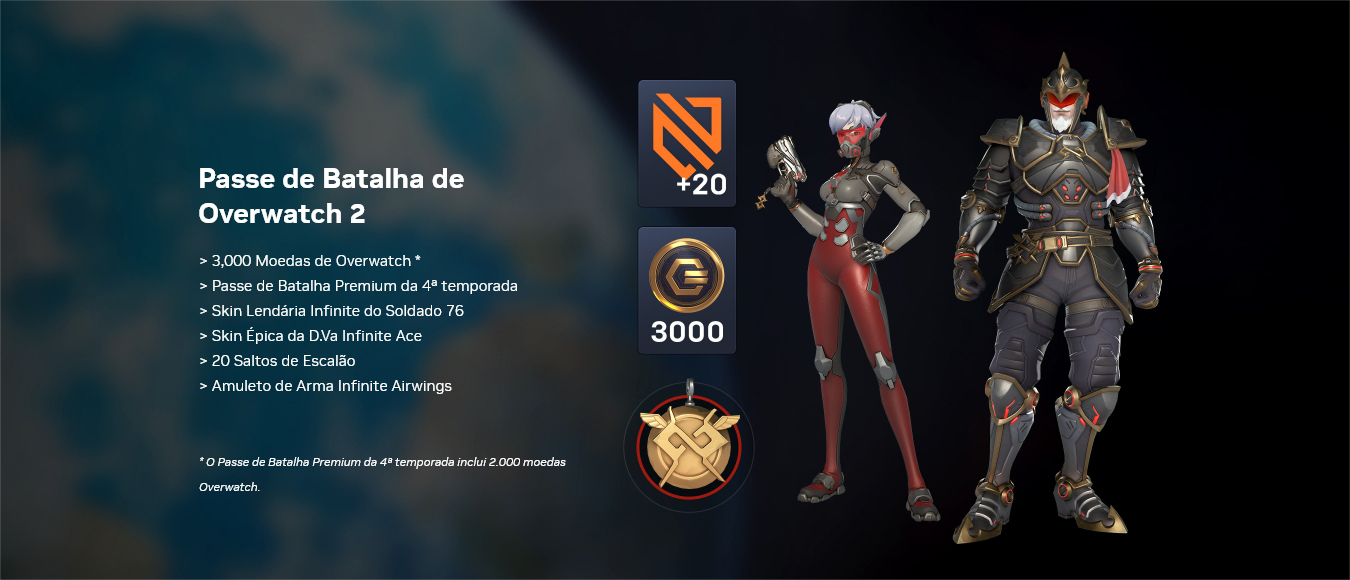 Passe de Batalha de
Overwatch 2
> 3,000 Moedas de Overwatch *
> Passe de Batalha Premium da 4ª temporada
> Skin Lendária Infinite do Soldado 76
> Skin Épica da D.Va Infinite Ace
> 20 Saltos de Escalão
> Amuleto de Arma Infinite Airwings
* O Passe de Batalha Premium da 4ª temporada inclui 2.000 moedas
Overwatch.
+20
3000